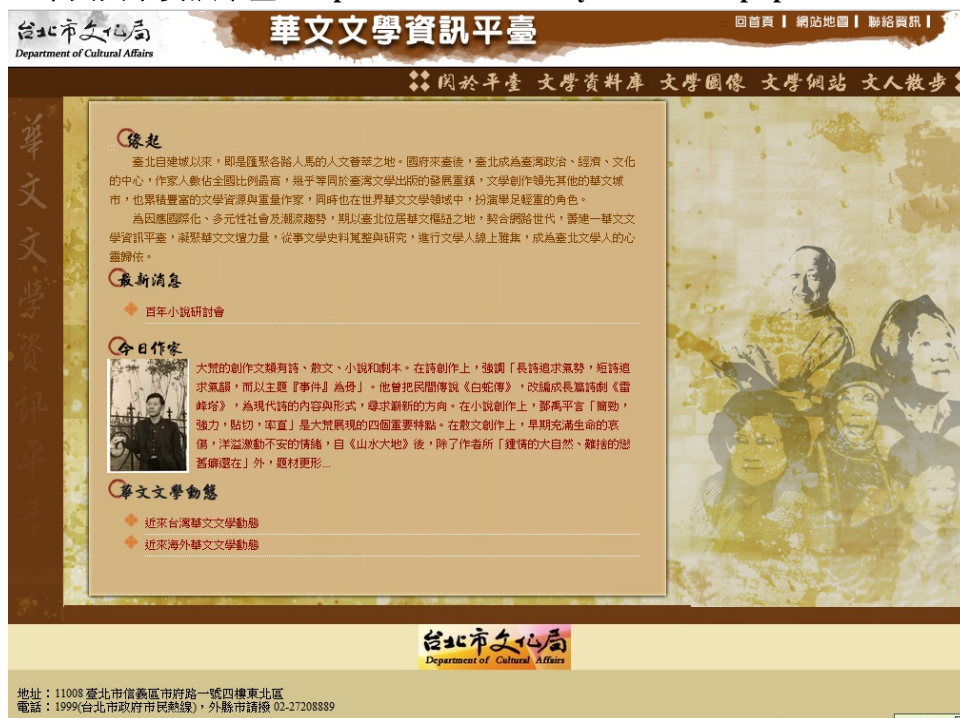 台北市文化局
Department of Cultural Affairs
華文文學資訊平臺
回首頁 | 網站地圖 | 聯絡資訊 |
關於平臺 文學資料庫 文學圖像 文學網站 文人散步
華文文學資訊平臺
緣起
臺北自建城以來，即是匯聚各路人馬的人文薈萃之地。國府來臺後，臺北成為臺灣政治、經濟、文化
的中心，作家人數佔全國比例最高，幾乎等同於臺灣文學出版的發展重鎮，文學創作領先其他的華文城
市，也累積豐富的文學資源與重量作家，同時也在世界華文文學領域中，扮演舉足輕重的角色。
為因應國際化、多元性社會及潮流趨勢，期以臺北位居華文樞紐之地，契合網路世代，籌建一華文文
學資訊平臺，凝聚華文文壇力量，從事文學史料蒐整與研究，進行文學人線上雅集，成為臺北文學人的心
靈歸依。
最新消息
百年小說研討會
今日作家
大荒的創作文類有詩、散文、小說和劇本。在詩創作上，強調「長詩追求氣勢，短詩追
求氣韻，而以主題『事件』為毋」。他曾把民間傳說《白蛇傳》，改編成長篇詩劇《雷
峰塔》，為現代詩的內容與形式，尋求嶄新的方向。在小說創作上，鄧禹平言「簡勁，
強力，貼切，率直」是大荒展現的四個重要特點。在散文創作上，早期充滿生命的哀
傷，洋溢激動不安的情緒，自《山水大地》後，除了作者所「鍾情的大自然、難捨的戀
舊癖還在」外，題材更形...
華文文學動態
近來台灣華文文學動態
近來海外華文文學動態
台北市文化局
Department of Cultural Affairs
地址：11008 臺北市信義區市府路一號四樓東北區
電話：1999(台北市政府市民熱線)，外縣市請撥 02-27208889